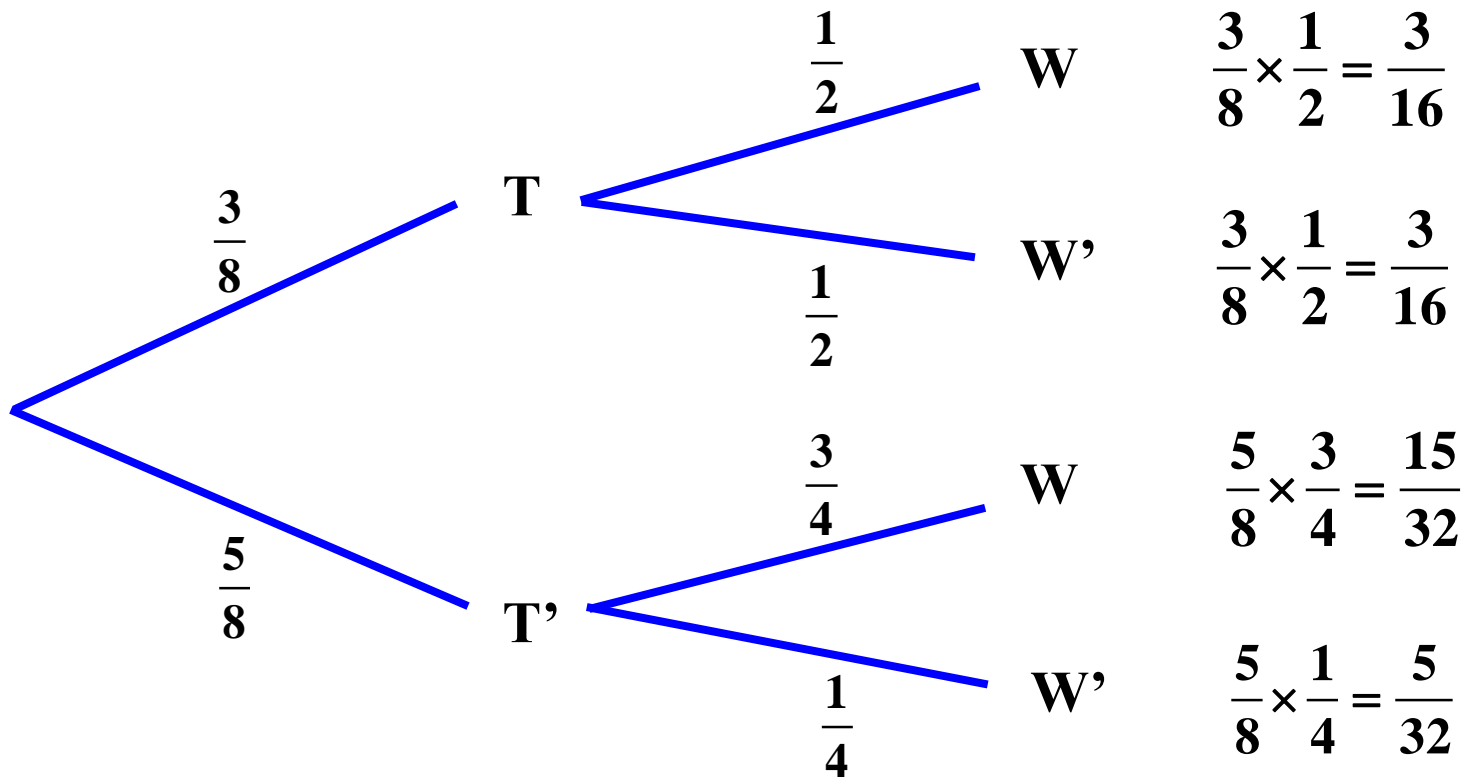 1/2 W 3/8 × 1/2 = 3/16
3/8 T
1/2 W’ 3/8 × 1/2 = 3/16
3/4 W 5/8 × 3/4 = 15/32
5/8 T’
1/4 W’ 5/8 × 1/4 = 5/32